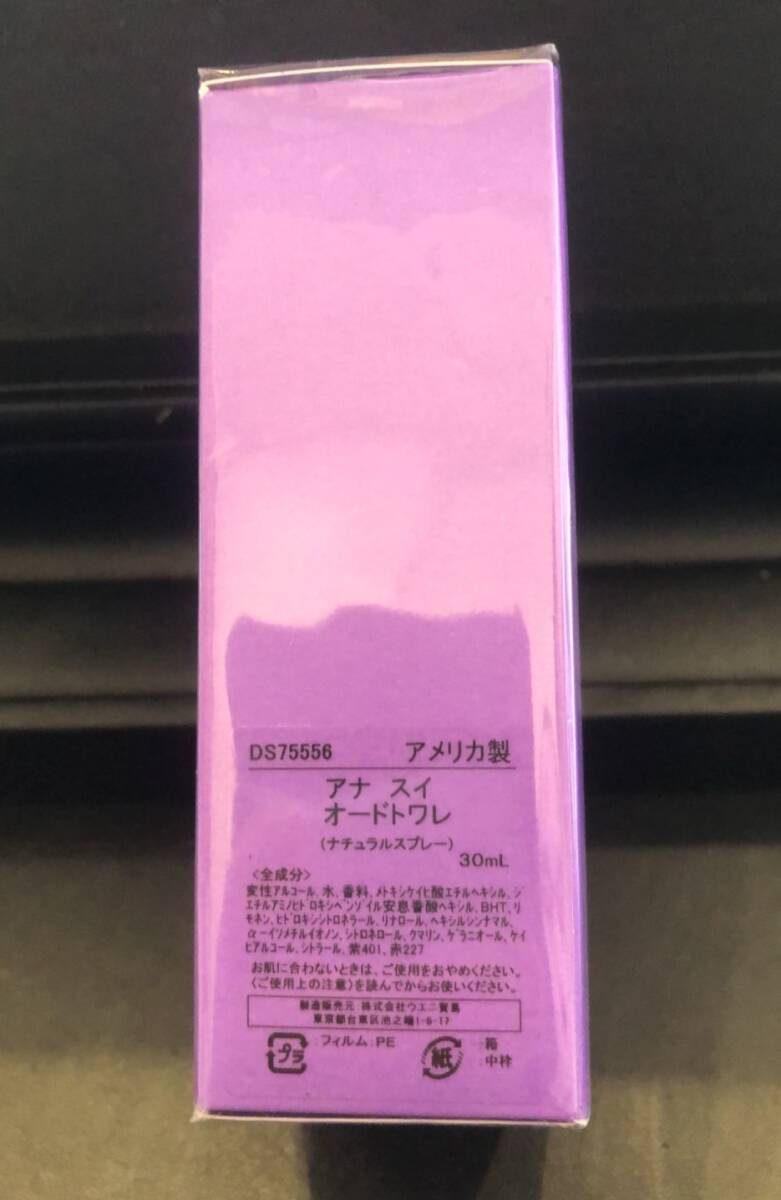 DS75556 アメリカ製
アナ スイ
オードトワレ
(ナチュラルスプレー)
30mL
<全成分>
変性アルコール、水、香料、メトキシケイヒ酸エチルヘキシル、ジ
エチルアミノヒドロキシベンゾイル安息香酸ヘキシル、BHT、リ
モネン、ヒドロキシシトロネラール、リナロール、ヘキシルシンナマル、
α-イソメチルイオノン、シトロネロール、クマリン、ゲラニオール、ケイ
ヒアルコール、シトラール、紫401、赤227
お肌に合わないときは、ご使用をおやめください。
〈ご使用上の注意〉を読んでからお使いください。
製造販売元:株式会社ウエニ貿易
東京都台東区池之端1-6-17
プラ :フィルム:PE 紙 :箱
:中枠